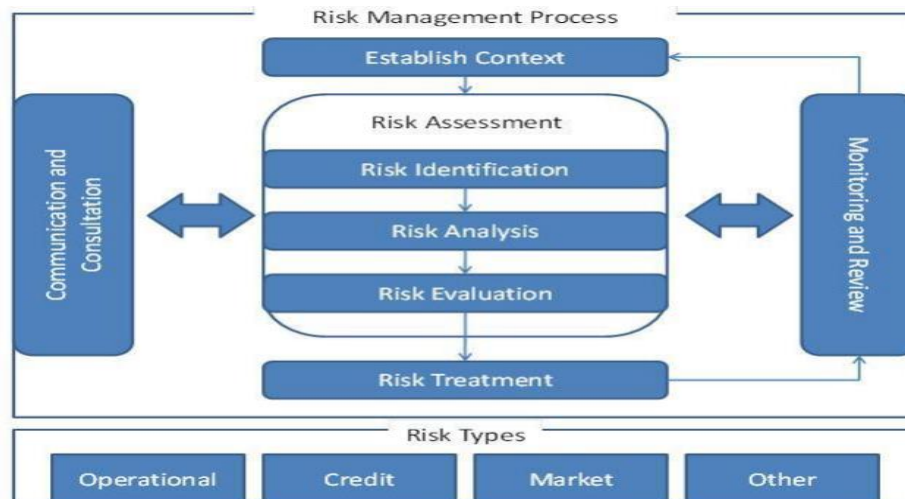 Risk Management Process
Establish Context
Risk Assessment
Risk Identification
Risk Analysis
Risk Evaluation
Risk Treatment
Communication and
Consultation
Monitoring and Review
Risk Types
Operational
Credit
Market
Other